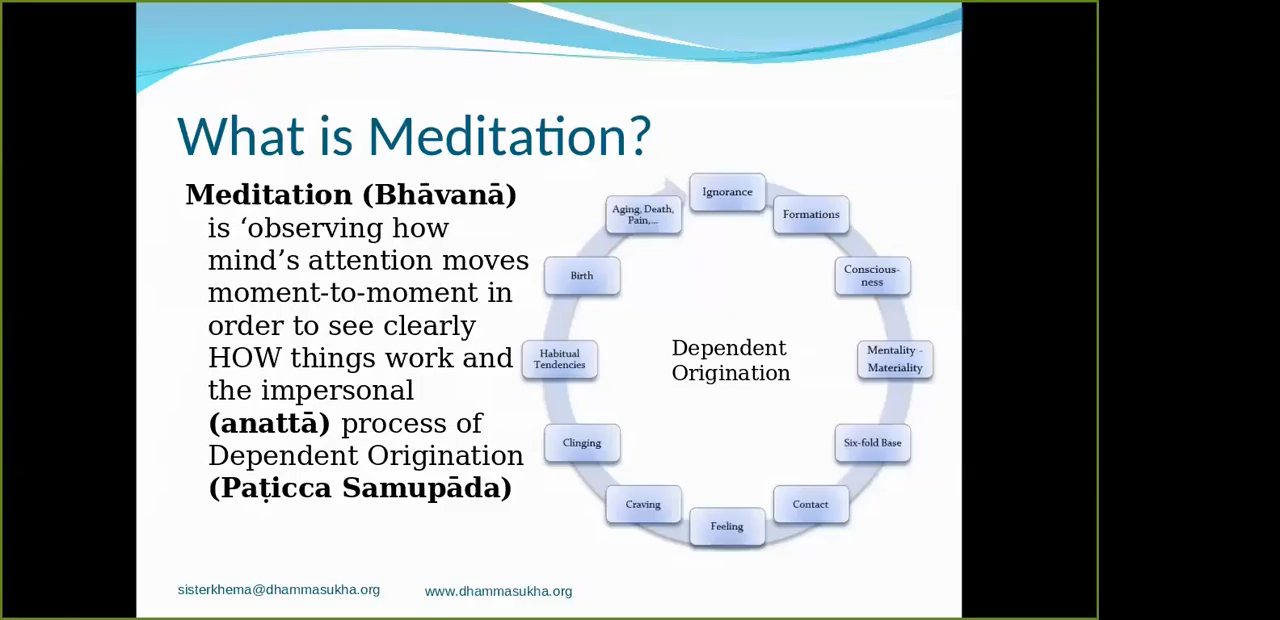 What is Meditation?
Meditation (Bhāvanā)
is ‘observing how
mind’s attention moves
moment-to-moment in
order to see clearly
HOW things work and
the impersonal
(anattā) process of
Dependent Origination
(Paṭicca Samupāda)
Ignorance
Formations
Conscious-
ness
Mentality -
Materiality
Six-fold Base
Contact
Feeling
Craving
Clinging
Habitual
Tendencies
Birth
Aging, Death,
Pain,...
Dependent
Origination
sisterkhema@dhammasukha.org
www.dhammasukha.org